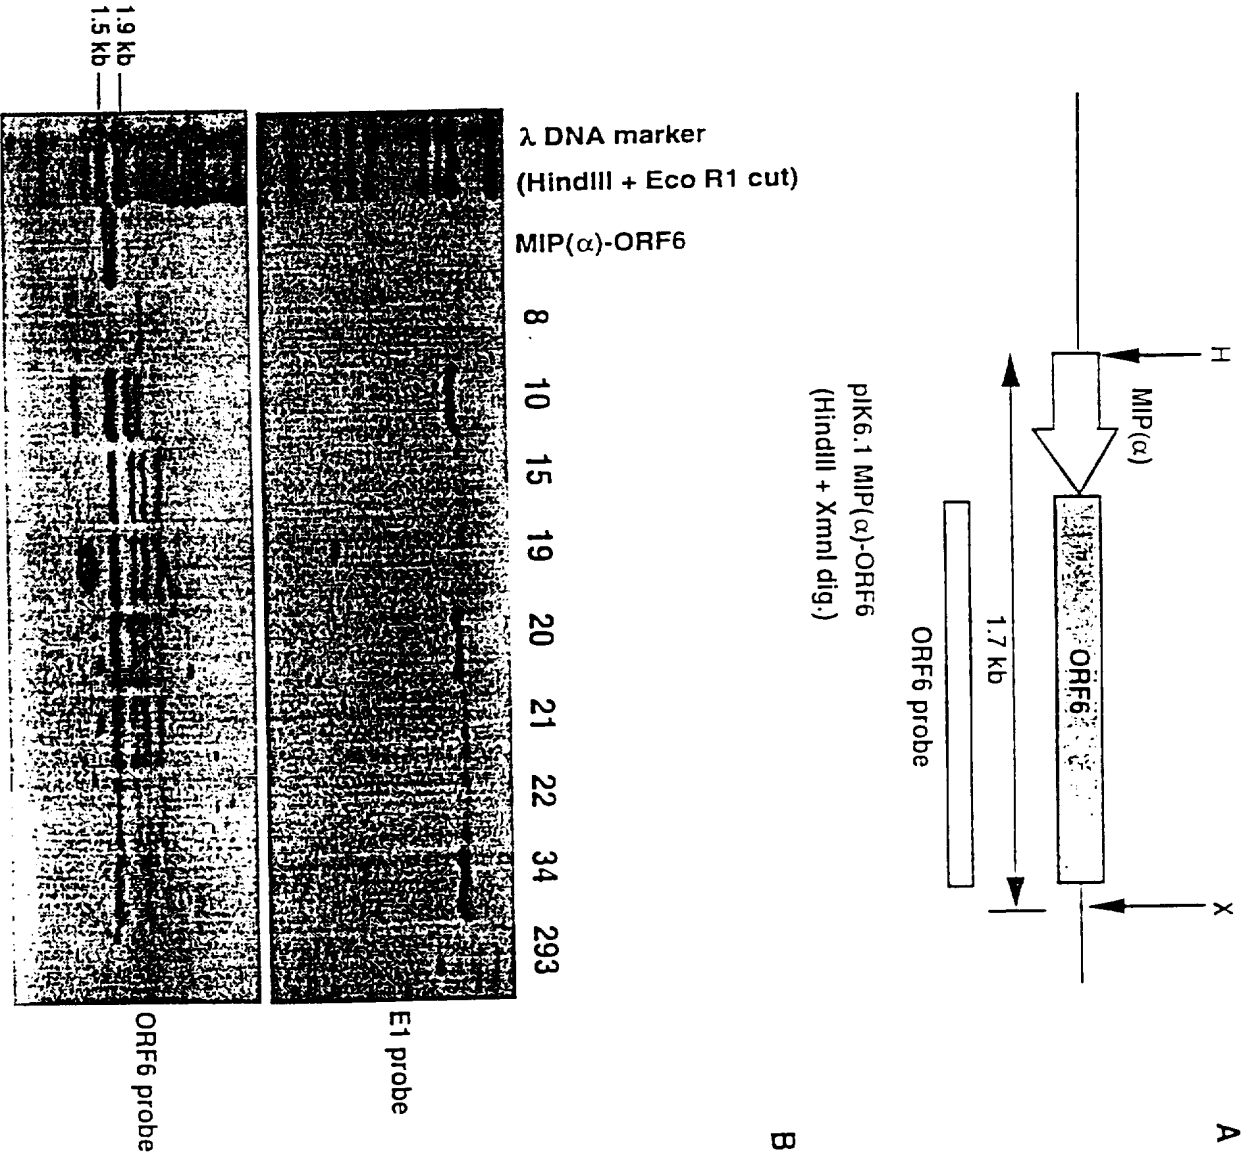 A
H
X
MIP(α)
ORF6
1.7 kb
ORF6 probe
pIK6.1 MIP(α)-ORF6
(HindIII + XmnI dig.)
B
λ DNA marker
(HindIII + Eco R1 cut)
MIP(α)-ORF6
8
10
15
19
20
21
22
34
293
E1 probe
1.9 kb
1.5 kb
ORF6 probe